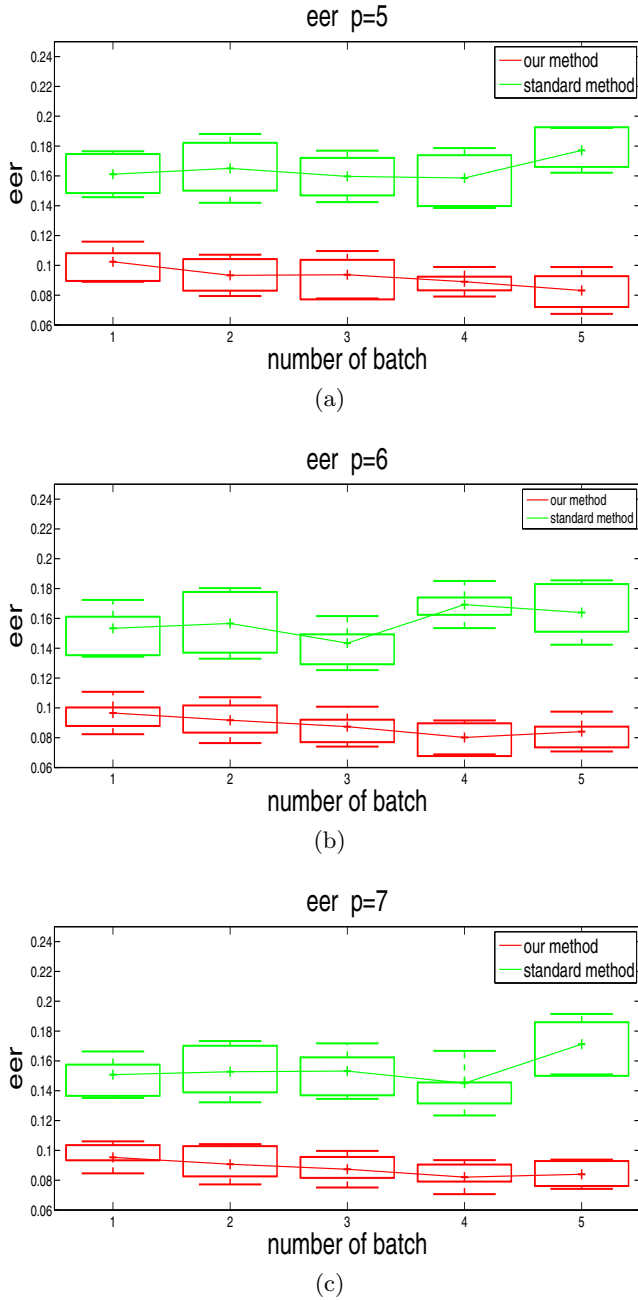 eer p=5
0.24
0.22
0.2
0.18
0.16
0.14
0.12
0.1
0.08
0.06
eer
our method
standard method
1 2 3 4 5
number of batch
(a)
eer p=6
0.24
0.22
0.2
0.18
0.16
0.14
0.12
0.1
0.08
0.06
eer
our method
standard method
1 2 3 4 5
number of batch
(b)
eer p=7
0.24
0.22
0.2
0.18
0.16
0.14
0.12
0.1
0.08
0.06
eer
our method
standard method
1 2 3 4 5
number of batch
(c)